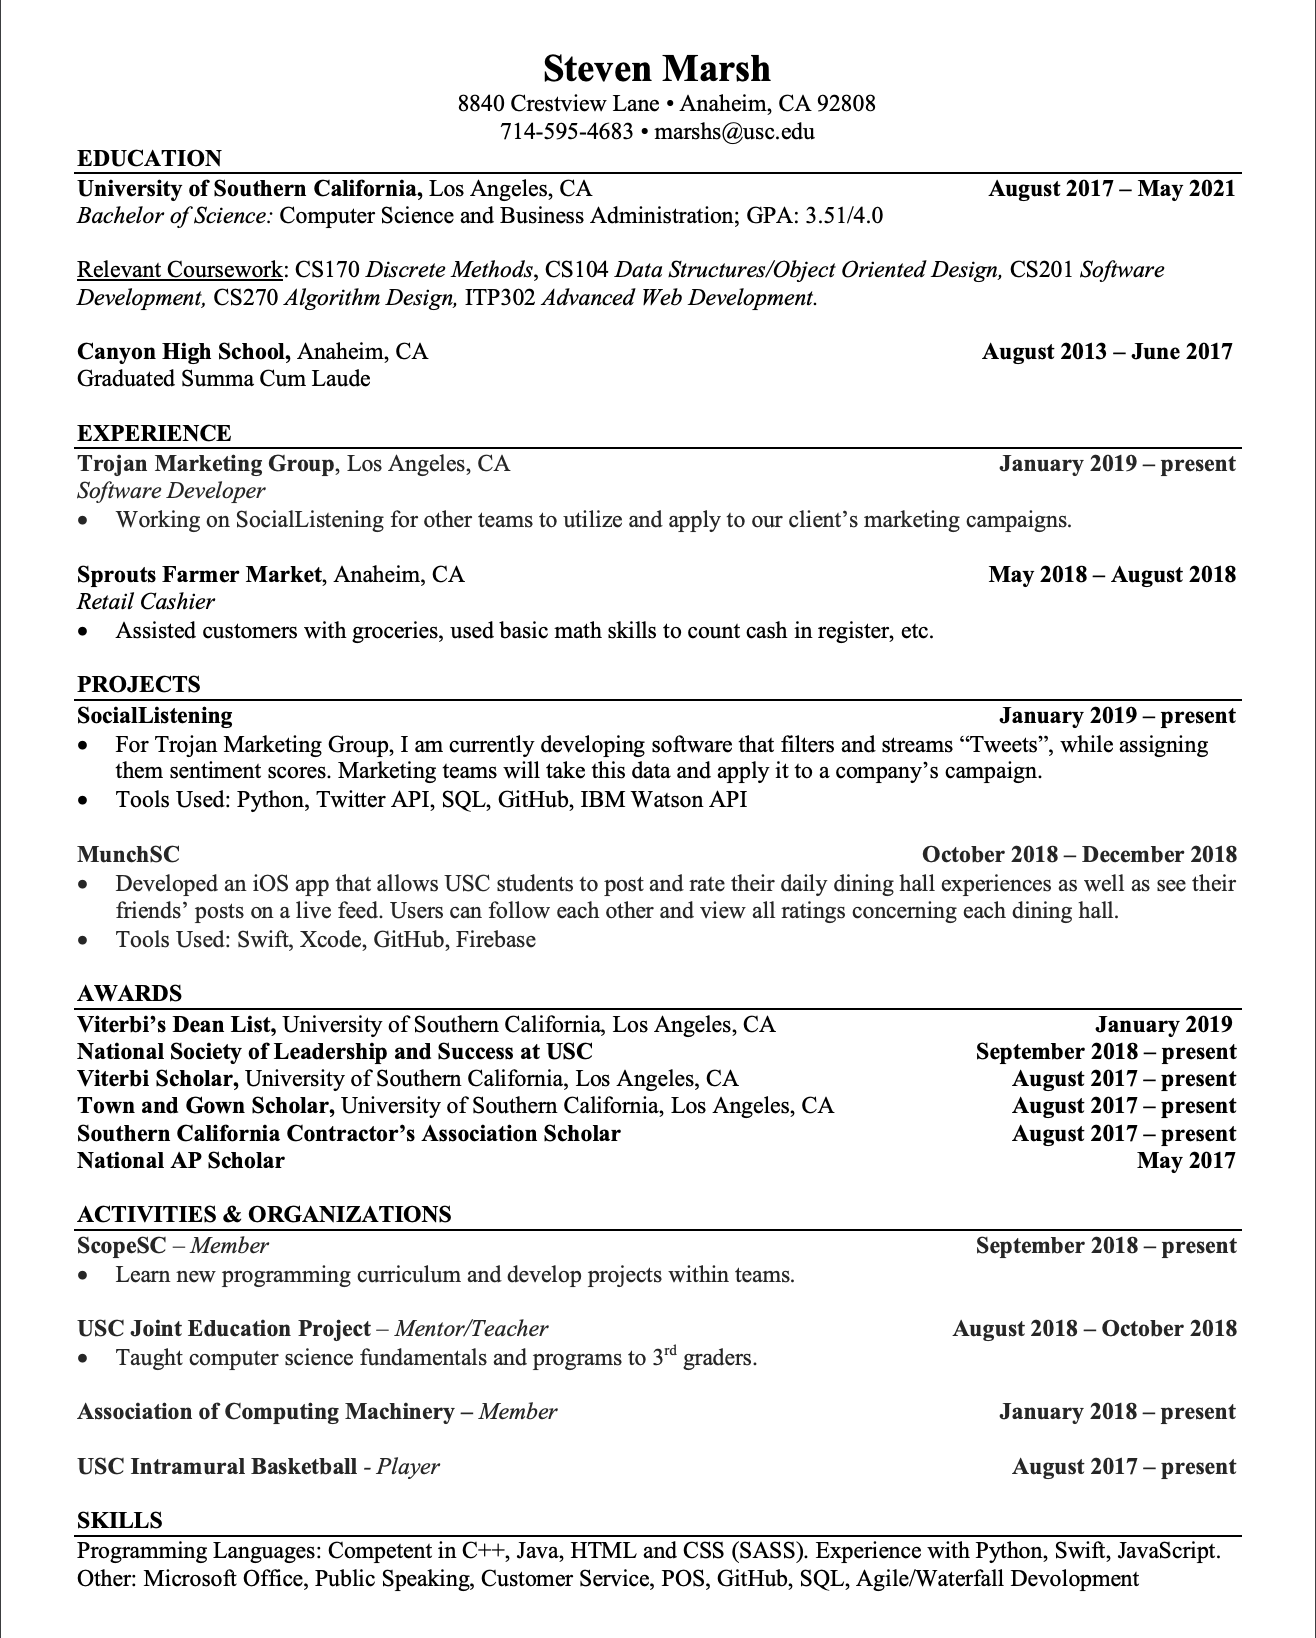 Steven Marsh
8840 Crestview Lane • Anaheim, CA 92808
714-595-4683 • marshs@usc.edu
EDUCATION
University of Southern California, Los Angeles, CA August 2017 – May 2021
Bachelor of Science: Computer Science and Business Administration; GPA: 3.51/4.0
Relevant Coursework: CS170 Discrete Methods, CS104 Data Structures/Object Oriented Design, CS201 Software
Development, CS270 Algorithm Design, ITP302 Advanced Web Development.
Canyon High School, Anaheim, CA August 2013 – June 2017
Graduated Summa Cum Laude
EXPERIENCE
Trojan Marketing Group, Los Angeles, CA January 2019 – present
Software Developer
• Working on SocialListening for other teams to utilize and apply to our client’s marketing campaigns.
Sprouts Farmer Market, Anaheim, CA May 2018 – August 2018
Retail Cashier
• Assisted customers with groceries, used basic math skills to count cash in register, etc.
PROJECTS
SocialListening January 2019 – present
• For Trojan Marketing Group, I am currently developing software that filters and streams “Tweets”, while assigning
them sentiment scores. Marketing teams will take this data and apply it to a company’s campaign.
• Tools Used: Python, Twitter API, SQL, GitHub, IBM Watson API
MunchSC October 2018 – December 2018
• Developed an iOS app that allows USC students to post and rate their daily dining hall experiences as well as see their
friends’ posts on a live feed. Users can follow each other and view all ratings concerning each dining hall.
• Tools Used: Swift, Xcode, GitHub, Firebase
AWARDS
Viterbi’s Dean List, University of Southern California, Los Angeles, CA January 2019
National Society of Leadership and Success at USC September 2018 – present
Viterbi Scholar, University of Southern California, Los Angeles, CA August 2017 – present
Town and Gown Scholar, University of Southern California, Los Angeles, CA August 2017 – present
Southern California Contractor’s Association Scholar August 2017 – present
National AP Scholar May 2017
ACTIVITIES & ORGANIZATIONS
ScopeSC – Member September 2018 – present
• Learn new programming curriculum and develop projects within teams.
USC Joint Education Project – Mentor/Teacher August 2018 – October 2018
• Taught computer science fundamentals and programs to 3rd graders.
Association of Computing Machinery – Member January 2018 – present
USC Intramural Basketball - Player August 2017 – present
SKILLS
Programming Languages: Competent in C++, Java, HTML and CSS (SASS). Experience with Python, Swift, JavaScript.
Other: Microsoft Office, Public Speaking, Customer Service, POS, GitHub, SQL, Agile/Waterfall Devolopment